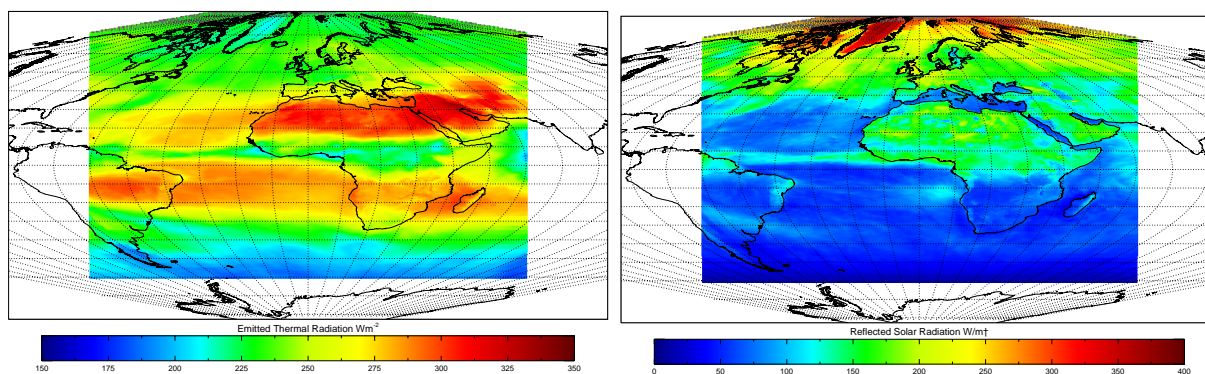 Emitted Thermal Radiation Wm-2
150 175 200 225 250 275 300 325 350
Reflected Solar Radiation W/m†
0 50 100 150 200 250 300 350 400